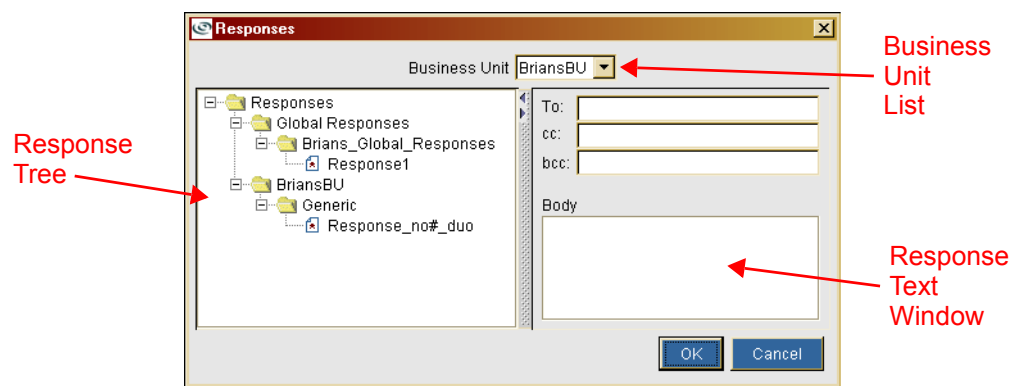 Responses
Business Unit BriansBU
Business
Unit
List
Responses
Global Responses
Brians_Global_Responses
Response1
BriansBU
Generic
Response_no#_duo
Response
Tree
To:
cc:
bcc:
Body
Response
Text
Window
OK Cancel